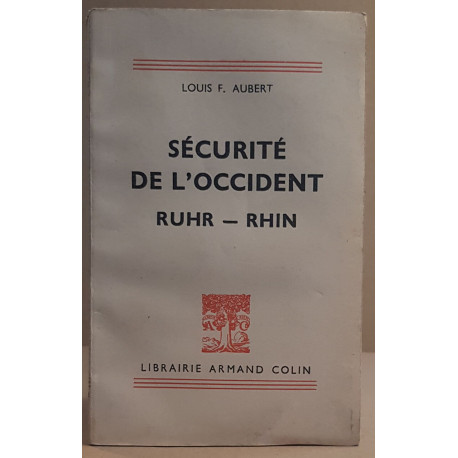 LOUIS F. AUBERT
SÉCURITÉ
DE L'OCCIDENT
RUHR — RHIN
LIBRAIRIE ARMAND COLIN